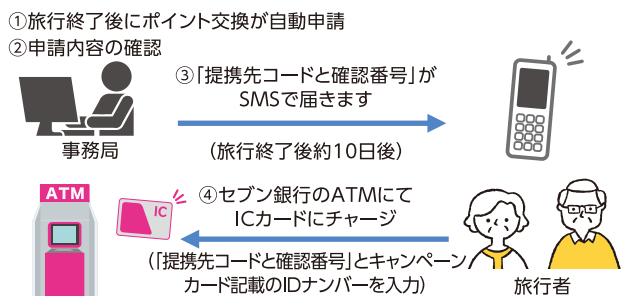 ①旅行終了後にポイント交換が自動申請
②申請内容の確認
③「提携先コードと確認番号」が
SMSで届きます
事務局
（旅行終了後約10日後）
ATM
IC
④セブン銀行のATMにて
ICカードにチャージ
（「提携先コードと確認番号」とキャンペーン
カード記載のIDナンバーを入力）
旅行者